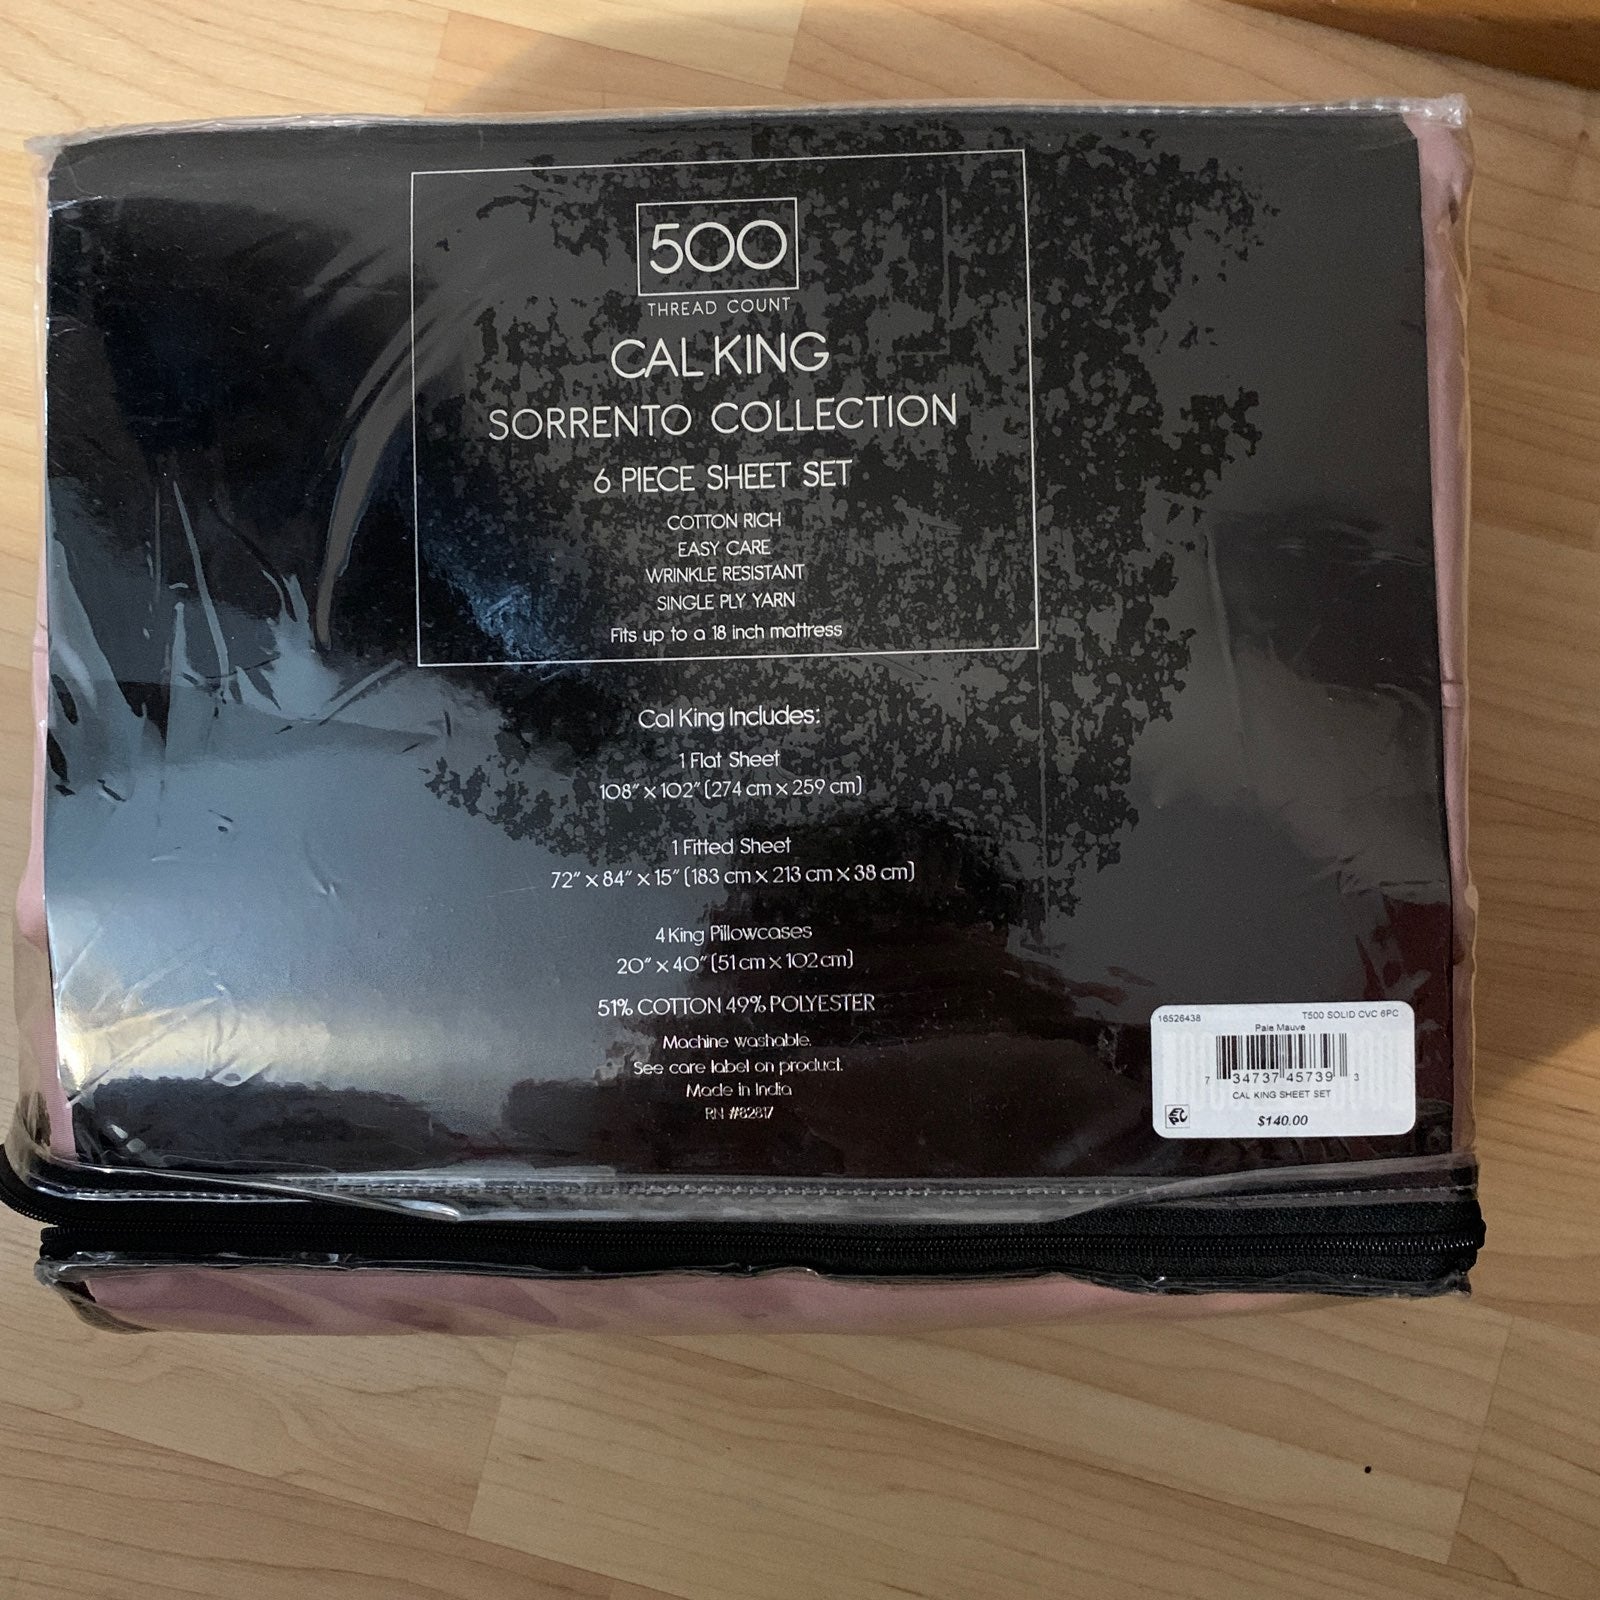 500
THREAD COUNT
CAL KING
SORRENTO COLLECTION
6 PIECE SHEET SET
COTTON RICH
EASY CARE
WRINKLE RESISTANT
SINGLE PLY YARN
Fits up to a 18 inch mattress
Cal King Includes:
1 Flat Sheet
108" x 102" (274 cm x 259 cm)
1 Fitted Sheet
72" x 84" x 15" (183 cm x 213 cm x 38 cm)
4 King Pillowcases
20" x 40" (51 cm x 102 cm)
51% COTTON 49% POLYESTER
Machine washable.
See care label on product.
Made in India
RN #82817
16526438 T500 SOLID CVC 6PC
Pale Mauve
7 34737 45739 3
CAL KING SHEET SET
$140.00